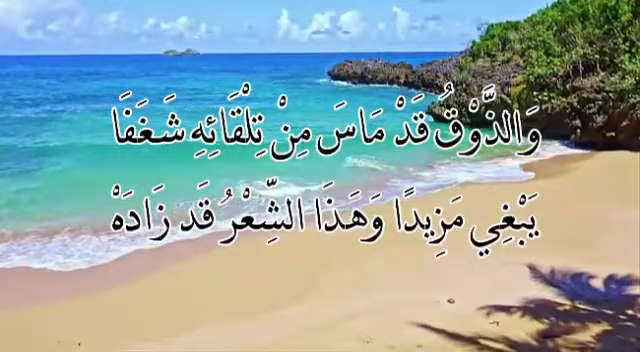 وَالذَّوْقُ قَدْ مَاسَ مِنْ تِلْقَائِهِ شَغَفَا
يَبْغِي مَزِيدًا وَهَذَا الشِّعْرُ قَد زَادَهْ